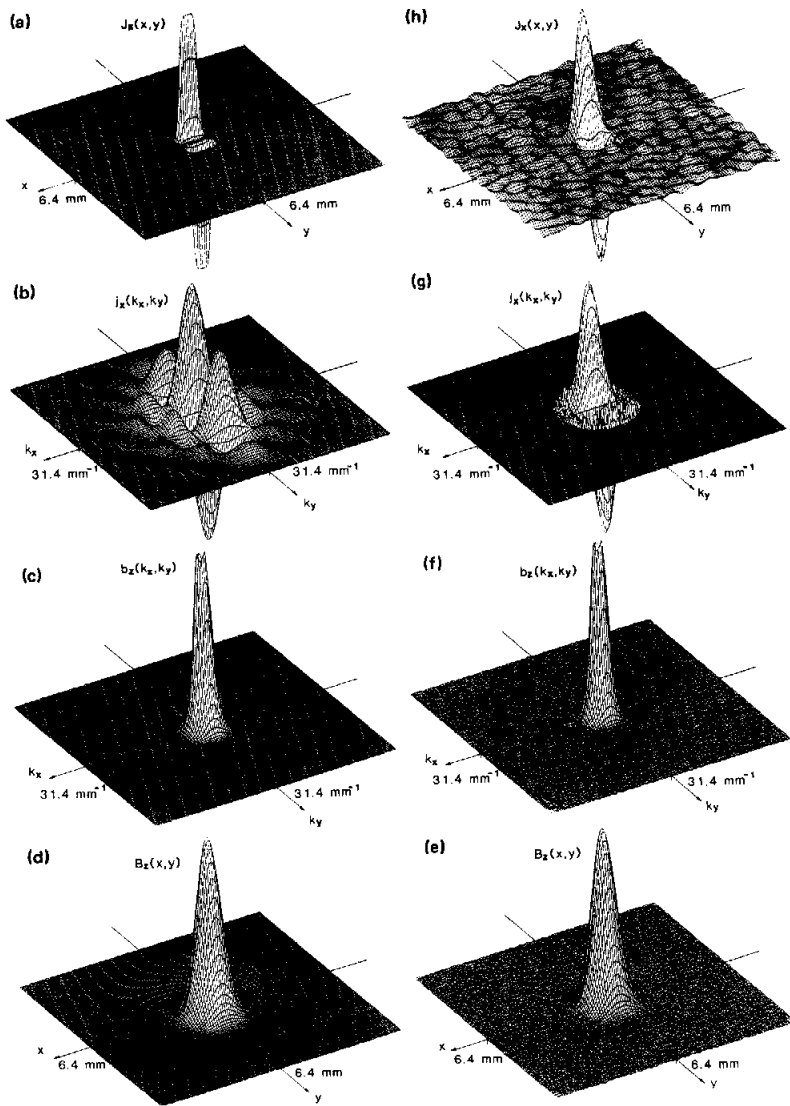 (a)
Jx(x,y)
x
6.4 mm
6.4 mm
y
(b)
jx(kx,ky)
kx
31.4 mm⁻¹
31.4 mm⁻¹
ky
(c)
bz(kx,ky)
kx
31.4 mm⁻¹
31.4 mm⁻¹
ky
(d)
Bz(x,y)
x
6.4 mm
6.4 mm
y
(h)
Jx(x,y)
x
6.4 mm
6.4 mm
y
(g)
jx(kx,ky)
kx
31.4 mm⁻¹
31.4 mm⁻¹
ky
(f)
bz(kx,ky)
kx
31.4 mm⁻¹
31.4 mm⁻¹
ky
(e)
Bz(x,y)
x
6.4 mm
6.4 mm
y